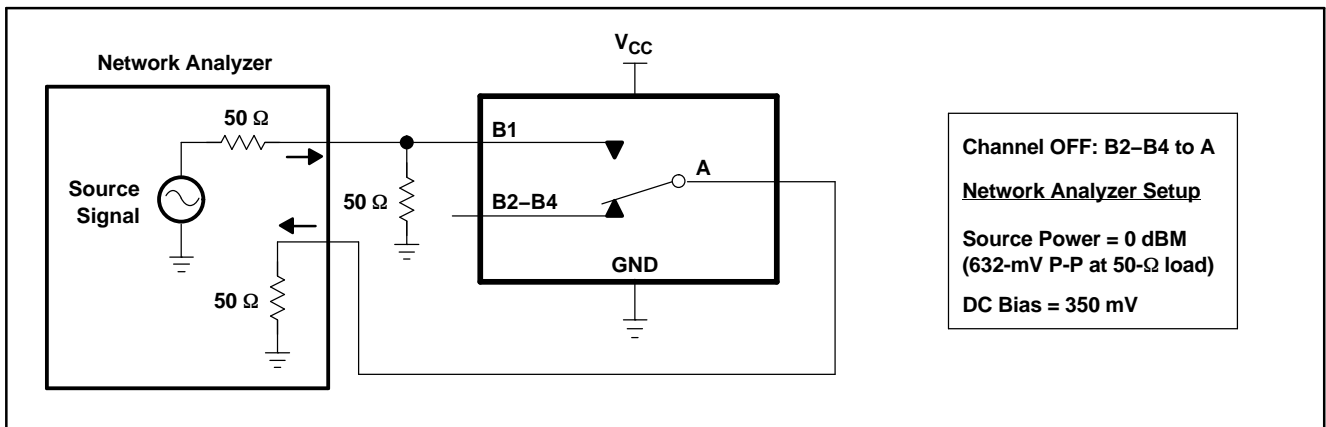 V_CC
Network Analyzer
50 Ω
B1
A
Source
Signal
50 Ω
B2–B4
GND
50 Ω
Channel OFF: B2–B4 to A
Network Analyzer Setup
Source Power = 0 dBM
(632-mV P-P at 50-Ω load)
DC Bias = 350 mV